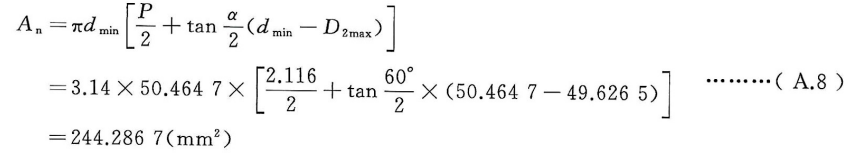 A_n = πd_min [P/2 + tan α/2 (d_min − D_2max)]
= 3.14 × 50.464 7 × [2.116/2 + tan 60°/2 × (50.464 7 − 49.626 5)] ………( A.8 )
= 244.286 7(mm²)